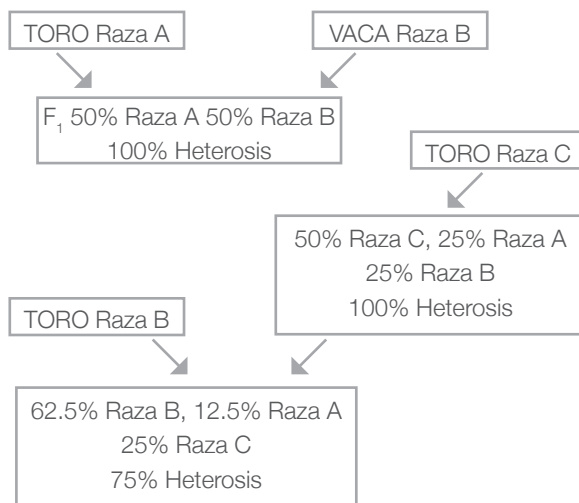 TORO Raza A
VACA Raza B
F₁ 50% Raza A 50% Raza B
100% Heterosis
TORO Raza C
50% Raza C, 25% Raza A
25% Raza B
100% Heterosis
TORO Raza B
62.5% Raza B, 12.5% Raza A
25% Raza C
75% Heterosis